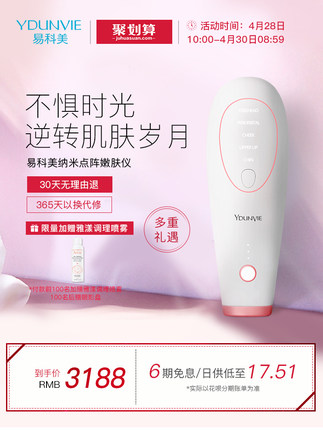 YDUNVIE
易科美
聚划算
juhuasuan.com
活动时间：4月28日
10:00-4月30日08:59
不惧时光
逆转肌肤岁月
易科美纳米点阵嫩肤仪
30天无理由退
365天以换代修
限量加赠雅漾调理喷雾
多重
礼遇
YDUNVIE
到手价
RMB 3188
6期免息/日供低至17.51
*实际以花呗分期账单为准